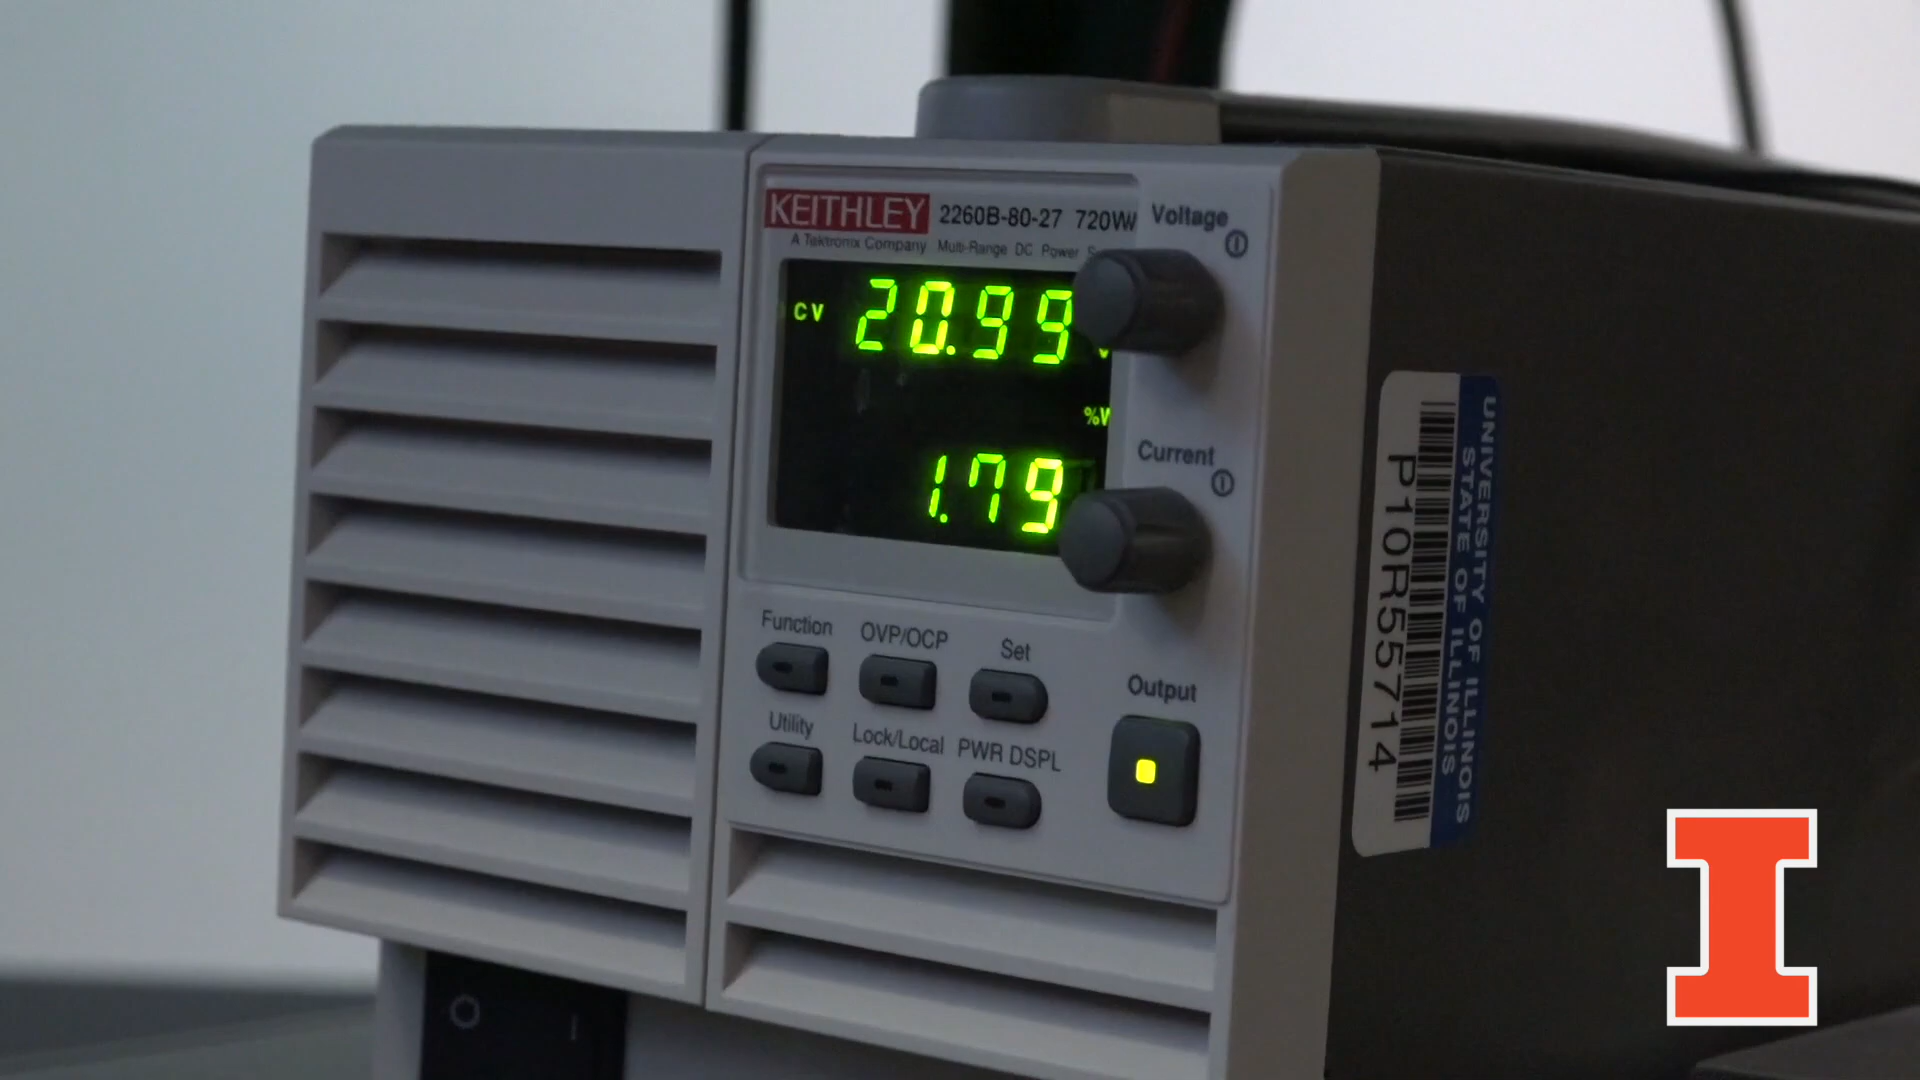 KEITHLEY 2260B-80-27 720W
A Tektronix Company Multi-Range DC Power
Voltage
CV 20.99 V
%W
Current
1.79
Function OVP/OCP Set
Output
Utility Lock/Local PWR DSPL
UNIVERSITY OF ILLINOIS
STATE OF ILLINOIS
P10R55714
I